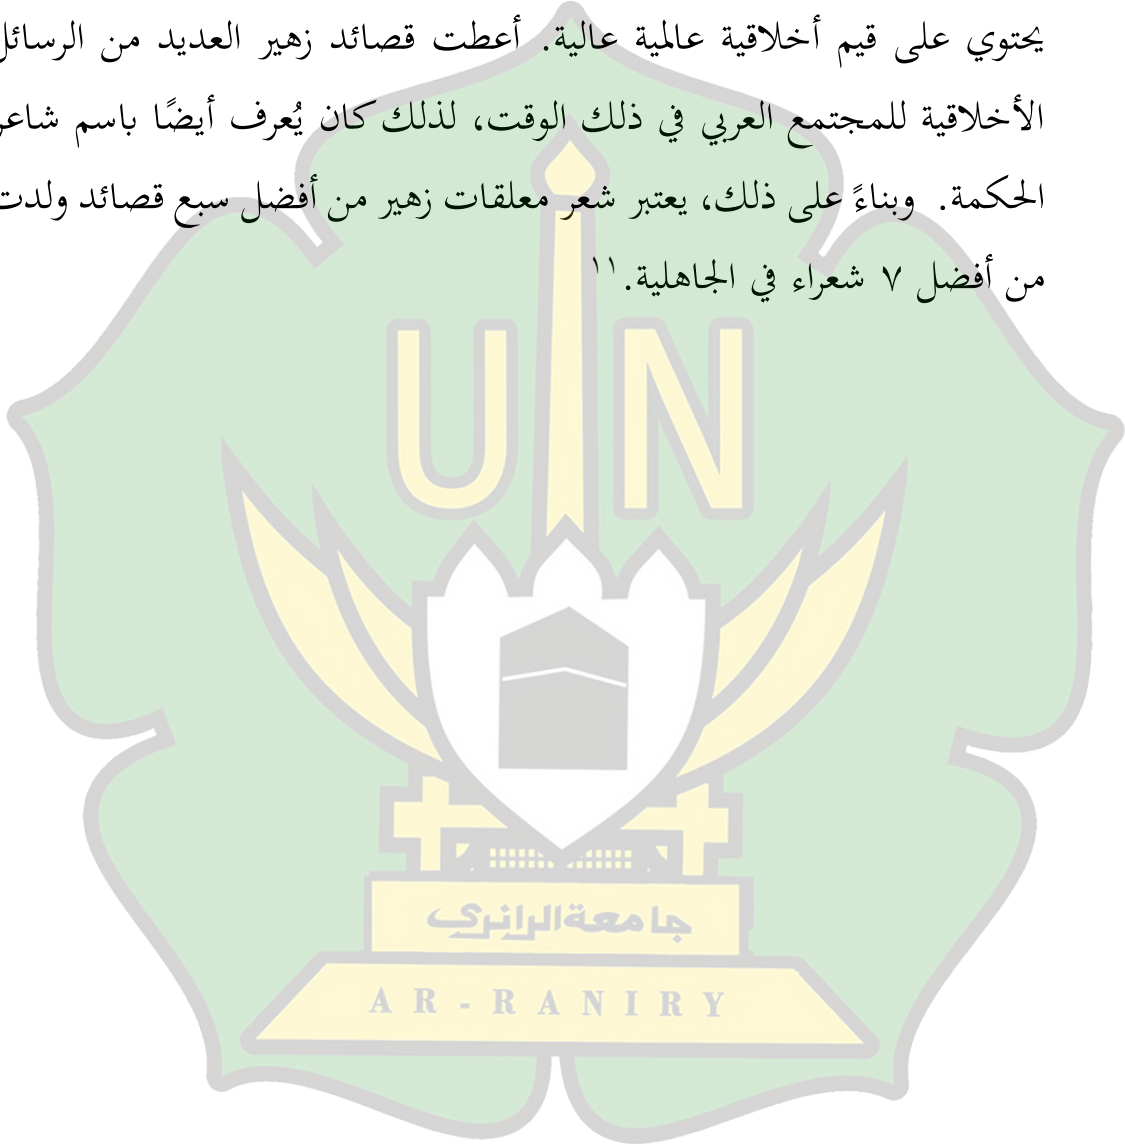 يحتوي على قيم أخلاقية عالمية عالية. أعطت قصائد زهير العديد من الرسائل
الأخلاقية للمجتمع العربي في ذلك الوقت، لذلك كان يُعرف أيضًا باسم شاعر
الحكمة. وبناءً على ذلك، يعتبر شعر معلقات زهير من أفضل سبع قصائد ولدت
من أفضل ٧ شعراء في الجاهلية.١١
UIN
جامعة الرانري
AR-RANIRY